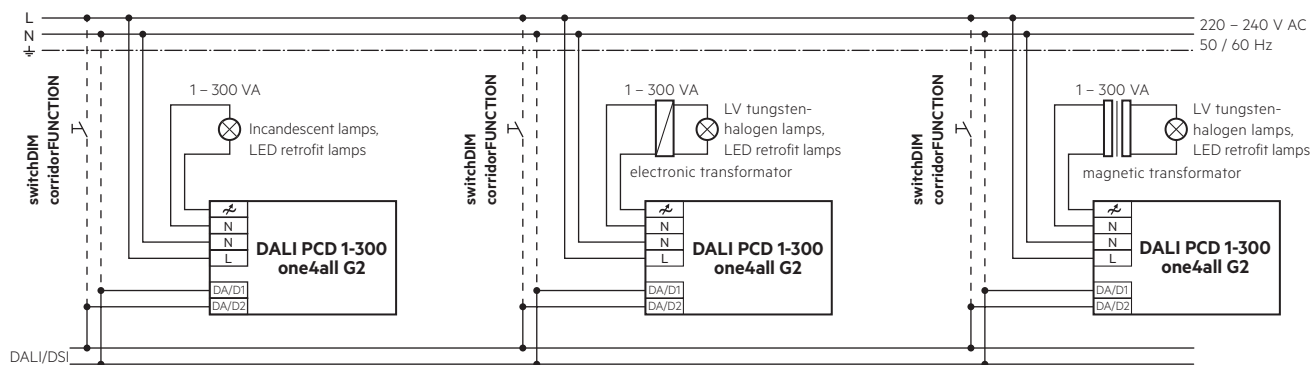 L
N
220 – 240 V AC
50 / 60 Hz
switchDIM
corridorFUNCTION
1 – 300 VA
Incandescent lamps,
LED retrofit lamps
N
N
L
DA/D1
DA/D2
DALI PCD 1-300
one4all G2
switchDIM
corridorFUNCTION
1 – 300 VA
LV tungsten-
halogen lamps,
LED retrofit lamps
electronic transformator
N
N
L
DA/D1
DA/D2
DALI PCD 1-300
one4all G2
switchDIM
corridorFUNCTION
1 – 300 VA
LV tungsten-
halogen lamps,
LED retrofit lamps
magnetic transformator
N
N
L
DA/D1
DA/D2
DALI PCD 1-300
one4all G2
DALI/DSI